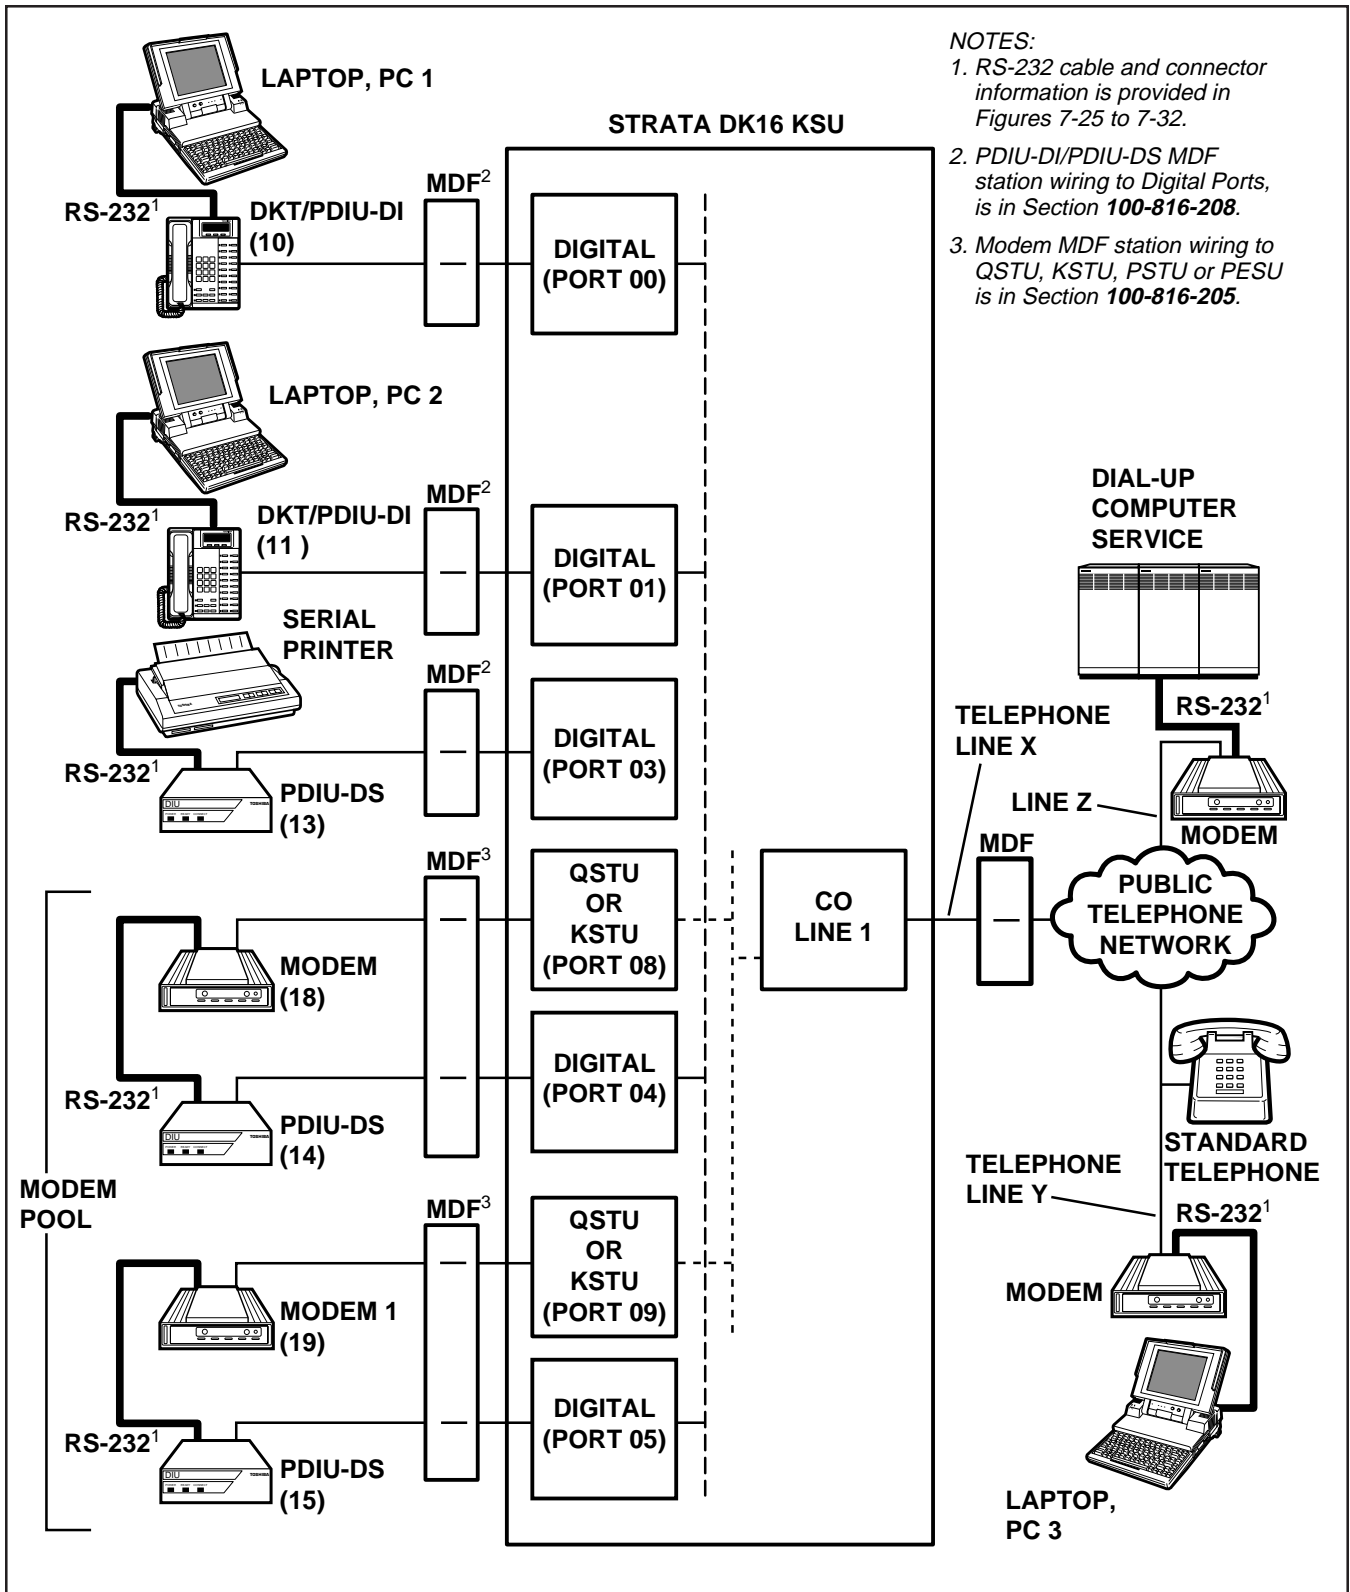 LAPTOP, PC 1
RS-232¹
DKT/PDIU-DI
(10)
MDF²
STRATA DK16 KSU
DIGITAL
(PORT 00)
NOTES:
1. RS-232 cable and connector
information is provided in
Figures 7-25 to 7-32.
2. PDIU-DI/PDIU-DS MDF
station wiring to Digital Ports,
is in Section 100-816-208.
3. Modem MDF station wiring to
QSTU, KSTU, PSTU or PESU
is in Section 100-816-205.
LAPTOP, PC 2
RS-232¹
DKT/PDIU-DI
(11 )
MDF²
DIGITAL
(PORT 01)
SERIAL
PRINTER
RS-232¹
DIU
TOSHIBA
PDIU-DS
(13)
MDF²
DIGITAL
(PORT 03)
MODEM
POOL
MODEM
(18)
MDF³
QSTU
OR
KSTU
(PORT 08)
RS-232¹
DIU
TOSHIBA
PDIU-DS
(14)
DIGITAL
(PORT 04)
MODEM 1
(19)
MDF³
QSTU
OR
KSTU
(PORT 09)
RS-232¹
DIU
TOSHIBA
PDIU-DS
(15)
DIGITAL
(PORT 05)
CO
LINE 1
TELEPHONE
LINE X
MDF
DIAL-UP
COMPUTER
SERVICE
RS-232¹
LINE Z
MODEM
PUBLIC
TELEPHONE
NETWORK
STANDARD
TELEPHONE
TELEPHONE
LINE Y
RS-232¹
MODEM
LAPTOP,
PC 3